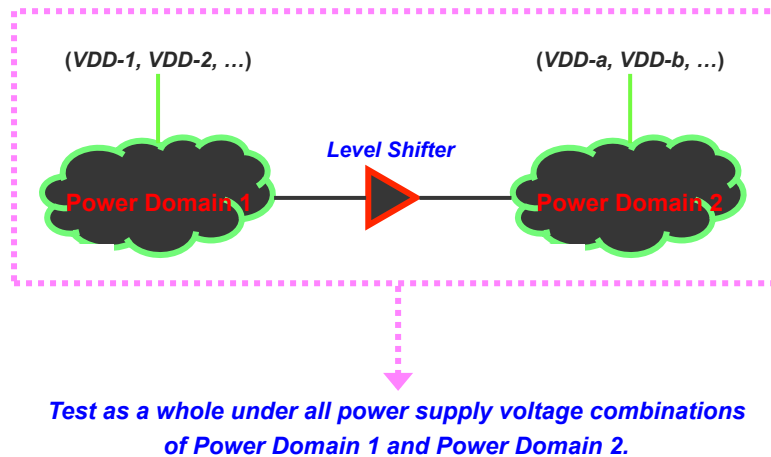 (VDD-1, VDD-2, …)
(VDD-a, VDD-b, …)
Level Shifter
Power Domain 1
Power Domain 2
Test as a whole under all power supply voltage combinations
of Power Domain 1 and Power Domain 2.